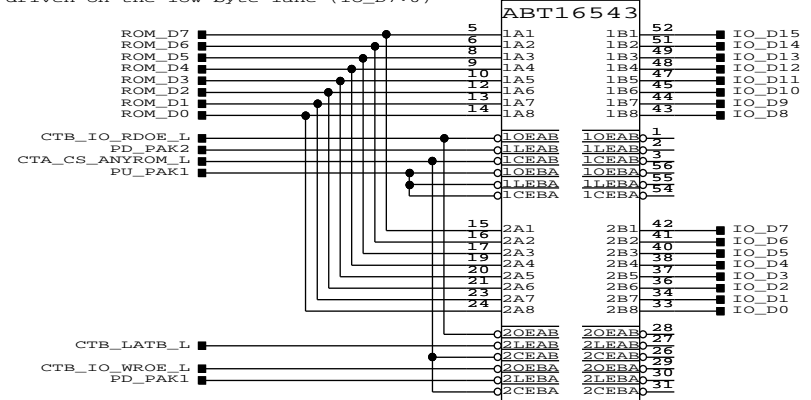 driven on the low byte lane (IO_D7:0)
ABT16543
ROM_D7 5 1A1 1B1 52 IO_D15
ROM_D6 6 1A2 1B2 51 IO_D14
ROM_D5 8 1A3 1B3 49 IO_D13
ROM_D4 9 1A4 1B4 48 IO_D12
ROM_D3 10 1A5 1B5 47 IO_D11
ROM_D2 12 1A6 1B6 45 IO_D10
ROM_D1 13 1A7 1B7 44 IO_D9
ROM_D0 14 1A8 1B8 43 IO_D8
CTB_IO_RDOE_L 1OEAB 1OEAB 1
PD_PAK2 1LEAB 1LEAB 2
CTA_CS_ANYROM_L 1CEAB 1CEAB 3
PU_PAK1 1OEBA 1OEBA 56
1LEBA 1LEBA 55
1CEBA 1CEBA 54
15 2A1 2B1 42 IO_D7
16 2A2 2B2 41 IO_D6
17 2A3 2B3 40 IO_D5
19 2A4 2B4 38 IO_D4
20 2A5 2B5 37 IO_D3
21 2A6 2B6 36 IO_D2
23 2A7 2B7 34 IO_D1
24 2A8 2B8 33 IO_D0
2OEAB 2OEAB 28
CTB_LATB_L 2LEAB 2LEAB 27
2CEAB 2CEAB 26
CTB_IO_WROE_L 2OEBA 2OEBA 29
PD_PAK1 2LEBA 2LEBA 30
2CEBA 2CEBA 31